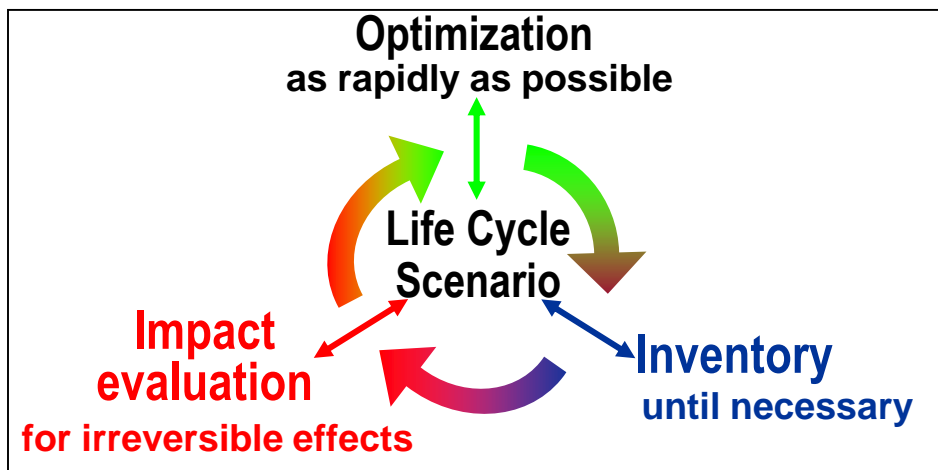 Optimization
as rapidly as possible
Life Cycle
Scenario
Impact
evaluation
for irreversible effects
Inventory
until necessary